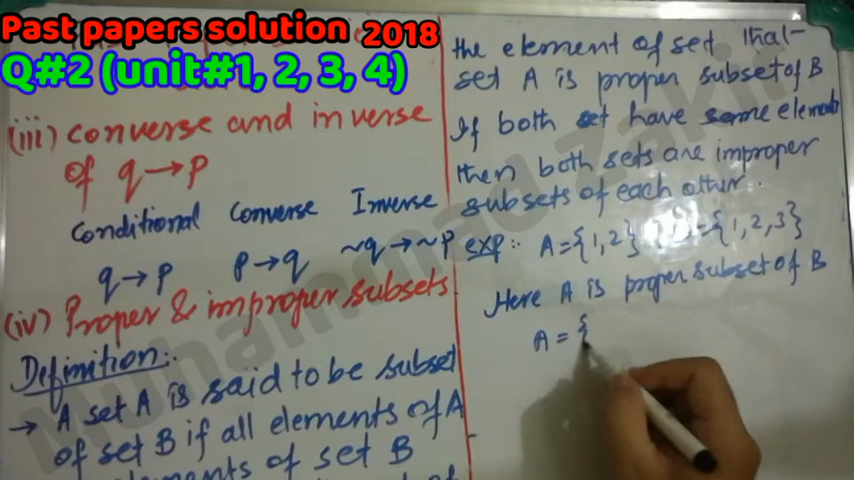 Past papers solution 2018
Q#2 (unit#1, 2, 3, 4)
(iii) converse and inverse
of q→p
Conditional Converse Inverse
q→p p→q ~q→~p
(iv) Proper & improper subsets
Definition:.
→ A set A is said to be subset
of set B if all elements of A
elements of set B
the element of set that
set A is proper subset of B
If both set have same elements
then both sets are improper
subsets of each other.
exp:. A={1,2} ={1,2,3}
Here A is proper subset of B
A={
Muhammad Zakir